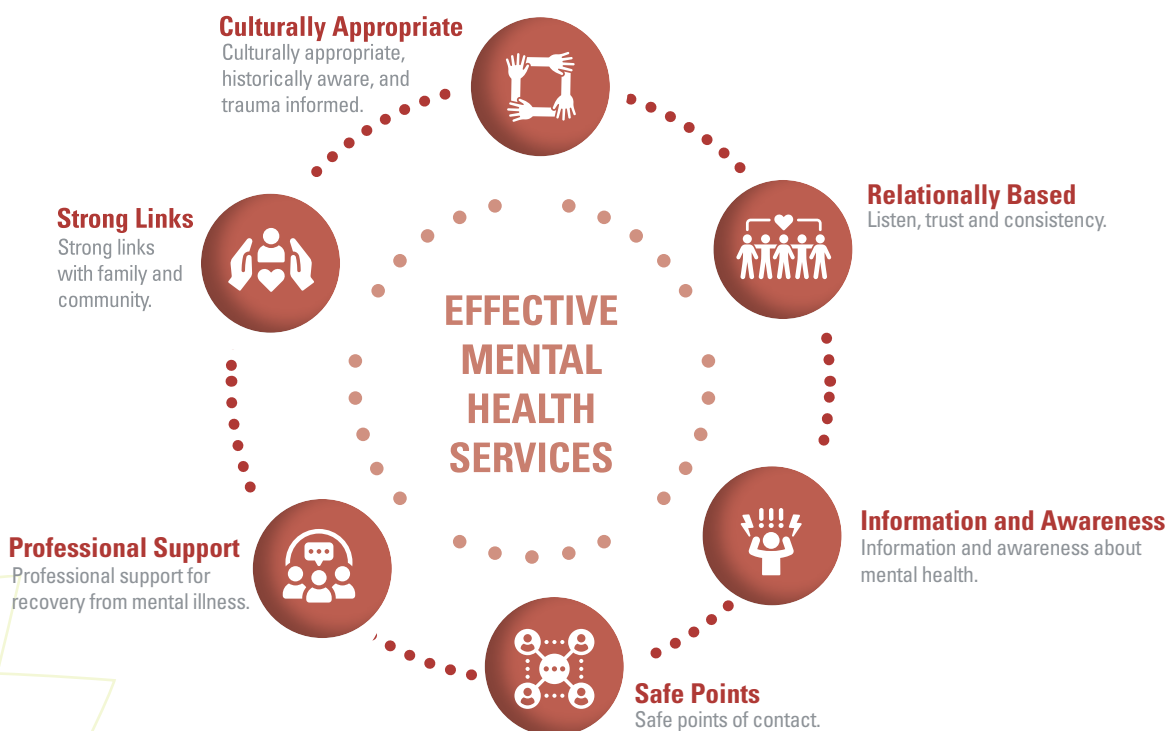 Culturally Appropriate
Culturally appropriate,
historically aware, and
trauma informed.
Relationally Based
Listen, trust and consistency.
Strong Links
Strong links
with family and
community.
EFFECTIVE
MENTAL
HEALTH
SERVICES
Information and Awareness
Information and awareness about
mental health.
Professional Support
Professional support for
recovery from mental illness.
Safe Points
Safe points of contact.